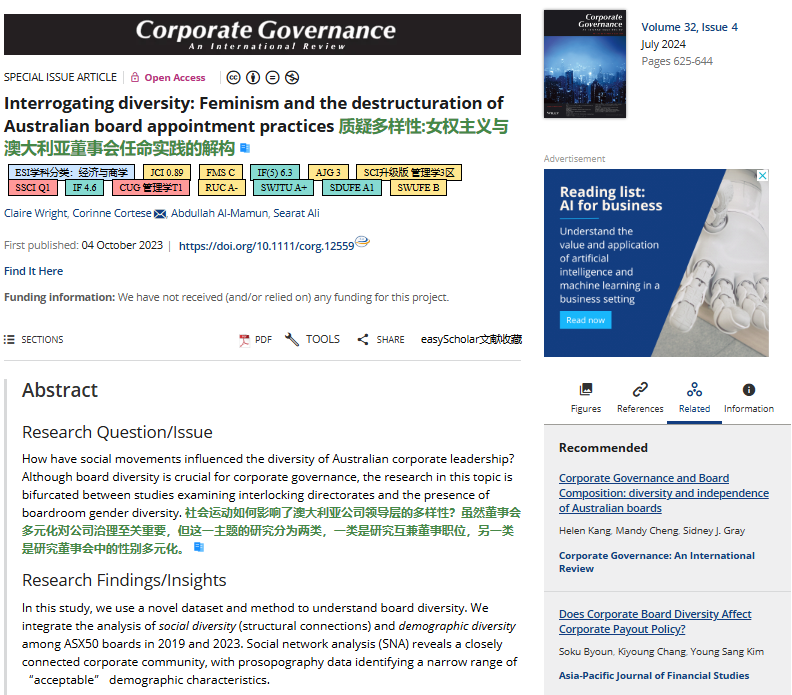 Corporate Governance
An International Review
SPECIAL ISSUE ARTICLE
Open Access
Interrogating diversity: Feminism and the destructuration of
Australian board appointment practices 质疑多样性:女权主义与
澳大利亚董事会任命实践的解构
ESI学科分类：经济与商学 JCI 0.89 FMS C IF(5) 6.3 AJG 3 SCI升级版 管理学3区
SSCI Q1 IF 4.6 CUG 管理学T1 RUC A- SWJTU A+ SDUFE A1 SWUFE B
Claire Wright, Corinne Cortese, Abdullah Al-Mamun, Searat Ali
First published: 04 October 2023 | https://doi.org/10.1111/corg.12559
Find It Here
Funding information: We have not received (and/or relied on) any funding for this project.
SECTIONS PDF TOOLS SHARE easyScholar文献收藏
Abstract
Research Question/Issue
How have social movements influenced the diversity of Australian corporate leadership?
Although board diversity is crucial for corporate governance, the research in this topic is
bifurcated between studies examining interlocking directorates and the presence of
boardroom gender diversity. 社会运动如何影响了澳大利亚公司领导层的多样性？虽然董事会
多元化对公司治理至关重要，但这一主题的研究分为两类，一类是研究互兼董事职位，另一类
是研究董事会中的性别多元化。
Research Findings/Insights
In this study, we use a novel dataset and method to understand board diversity. We
integrate the analysis of social diversity (structural connections) and demographic diversity
among ASX50 boards in 2019 and 2023. Social network analysis (SNA) reveals a closely
connected corporate community, with prosopography data identifying a narrow range of
“acceptable” demographic characteristics.
Corporate
Governance
WILEY
Volume 32, Issue 4
July 2024
Pages 625-644
Advertisement
Reading list:
AI for business
Understand the
value and application
of artificial
intelligence and
machine learning in a
business setting
Read now
Figures References Related Information
Recommended
Corporate Governance and Board
Composition: diversity and independence
of Australian boards
Helen Kang, Mandy Cheng, Sidney J. Gray
Corporate Governance: An International
Review
Does Corporate Board Diversity Affect
Corporate Payout Policy?
Soku Byoun, Kiyoung Chang, Young Sang Kim
Asia-Pacific Journal of Financial Studies